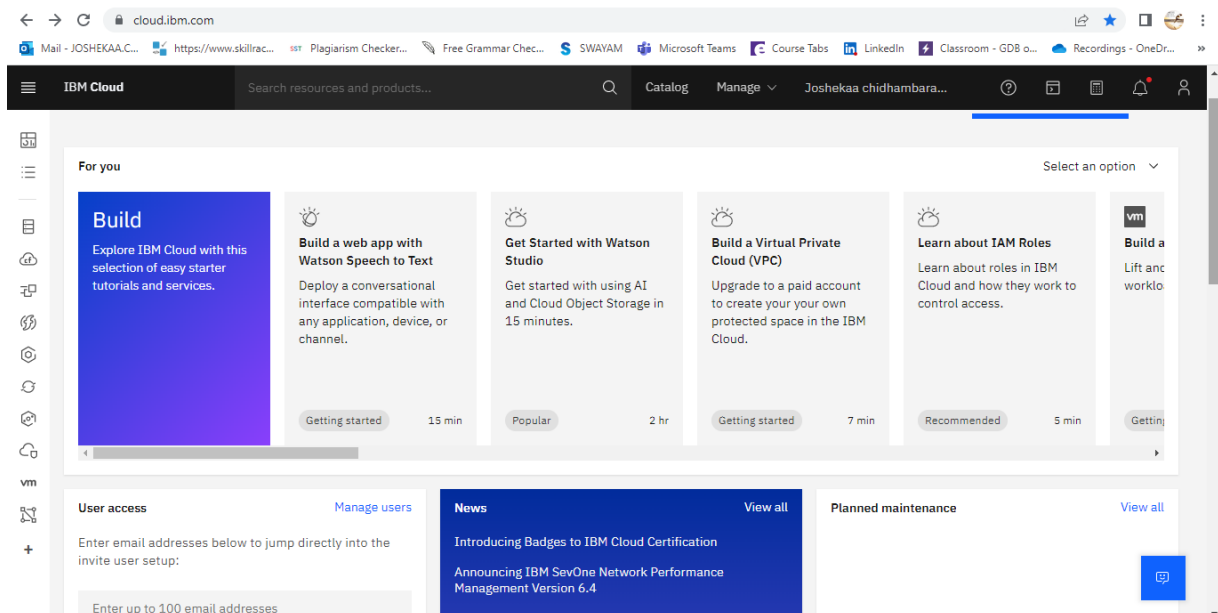 cloud.ibm.com
Mail - JOSHEKAA.C... https://www.skillrac... SST Plagiarism Checker... Free Grammar Chec... S SWAYAM Microsoft Teams Course Tabs in LinkedIn Classroom - GDB o... Recordings - OneDr... »
IBM Cloud Search resources and products... Catalog Manage Joshekaa chidhambara...
For you Select an option
Build
Explore IBM Cloud with this
selection of easy starter
tutorials and services.
Build a web app with
Watson Speech to Text
Deploy a conversational
interface compatible with
any application, device, or
channel.
Getting started 15 min
Get Started with Watson
Studio
Get started with using AI
and Cloud Object Storage in
15 minutes.
Popular 2 hr
Build a Virtual Private
Cloud (VPC)
Upgrade to a paid account
to create your your own
protected space in the IBM
Cloud.
Getting started 7 min
Learn about IAM Roles
Learn about roles in IBM
Cloud and how they work to
control access.
Recommended 5 min
vm
Build a
Lift and
worklo
Getting
cf
vm
User access Manage users
Enter email addresses below to jump directly into the
invite user setup:
Enter up to 100 email addresses
News View all
Introducing Badges to IBM Cloud Certification
Announcing IBM SevOne Network Performance
Management Version 6.4
Planned maintenance View all